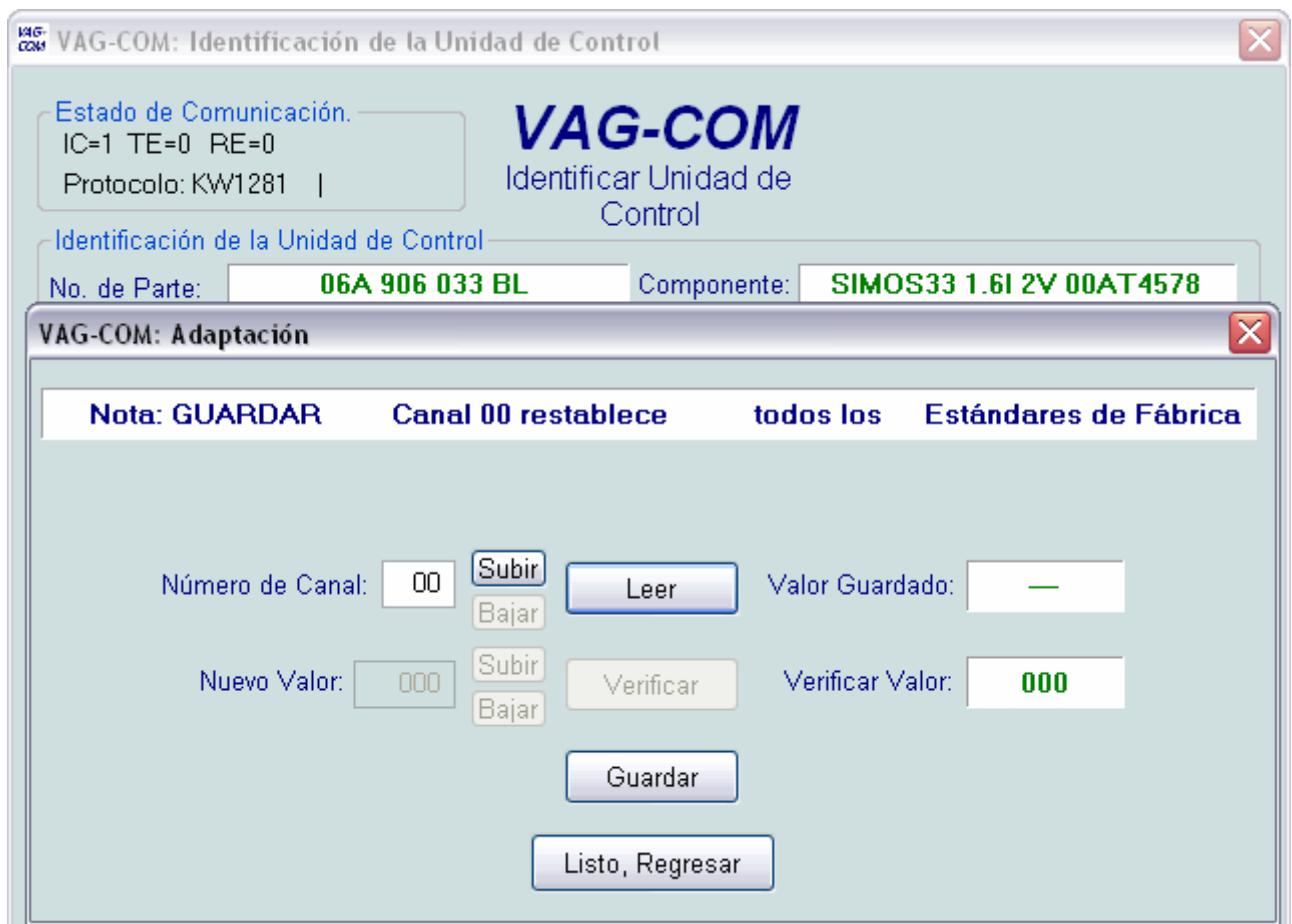 VAG-COM VAG-COM: Identificación de la Unidad de Control
Estado de Comunicación.
IC=1 TE=0 RE=0
Protocolo: KW1281 |
VAG-COM
Identificar Unidad de
Control
Identificación de la Unidad de Control
No. de Parte: 06A 906 033 BL Componente: SIMOS33 1.6l 2V 00AT4578
VAG-COM: Adaptación
Nota: GUARDAR Canal 00 restablece todos los Estándares de Fábrica
Número de Canal: 00 Subir Bajar Leer Valor Guardado: —
Nuevo Valor: 000 Subir Bajar Verificar Verificar Valor: 000
Guardar
Listo, Regresar